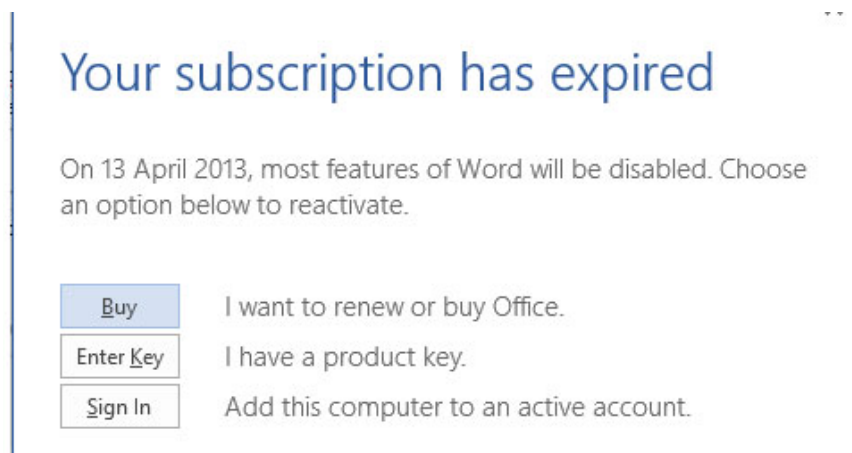 Your subscription has expired
On 13 April 2013, most features of Word will be disabled. Choose
an option below to reactivate.
Buy I want to renew or buy Office.
Enter Key I have a product key.
Sign In Add this computer to an active account.